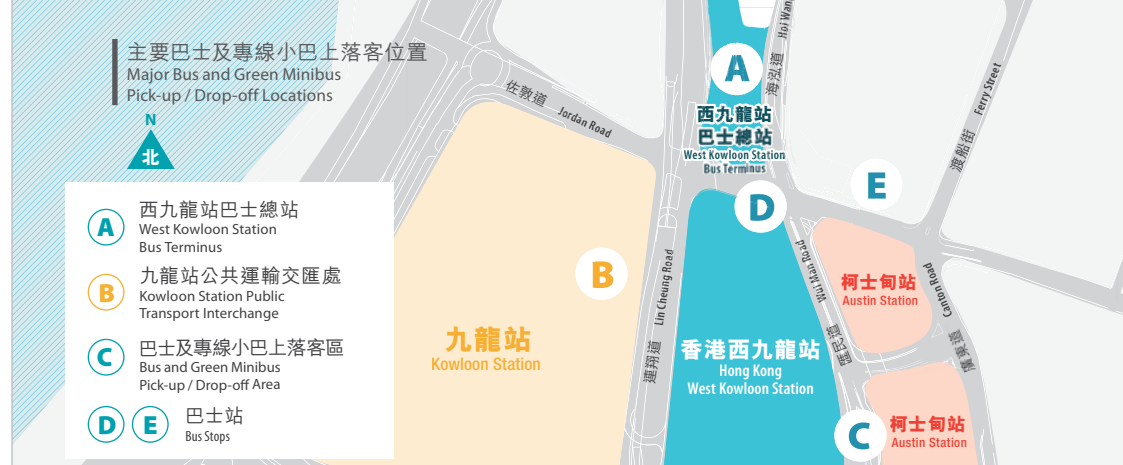 主要巴士及專線小巴上落客位置
Major Bus and Green Minibus
Pick-up / Drop-off Locations
N
北
A
西九龍站巴士總站
West Kowloon Station
Bus Terminus
B
九龍站公共運輸交匯處
Kowloon Station Public
Transport Interchange
C
巴士及專線小巴上落客區
Bus and Green Minibus
Pick-up / Drop-off Area
D E
巴士站
Bus Stops
佐敦道 Jordan Road
A
西九龍站
巴士總站
West Kowloon Station
Bus Terminus
海泓道 Hoi Wan
渡船街 Ferry Street
E
D
B
連翔道 Lin Cheung Road
匯民道 Wui Man Road
廣東道 Canton Road
柯士甸站
Austin Station
九龍站
Kowloon Station
香港西九龍站
Hong Kong
West Kowloon Station
C
柯士甸站
Austin Station